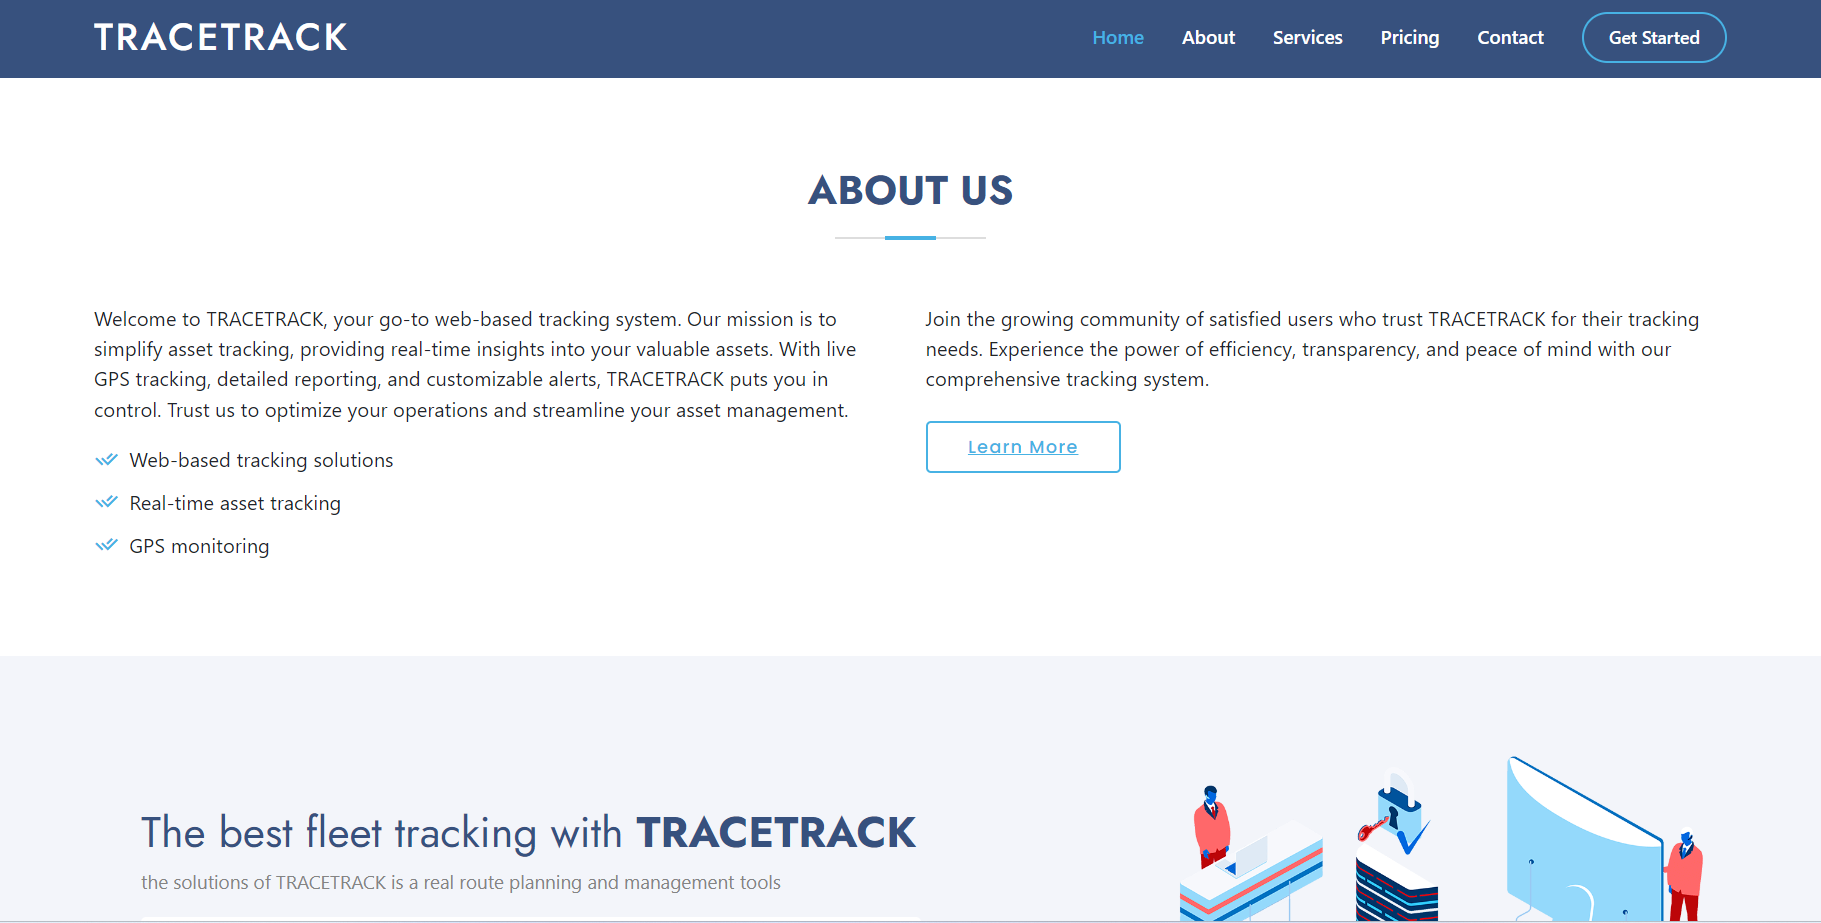 TRACETRACK
Home About Services Pricing Contact Get Started
ABOUT US
Welcome to TRACETRACK, your go-to web-based tracking system. Our mission is to
simplify asset tracking, providing real-time insights into your valuable assets. With live
GPS tracking, detailed reporting, and customizable alerts, TRACETRACK puts you in
control. Trust us to optimize your operations and streamline your asset management.
Web-based tracking solutions
Real-time asset tracking
GPS monitoring
Join the growing community of satisfied users who trust TRACETRACK for their tracking
needs. Experience the power of efficiency, transparency, and peace of mind with our
comprehensive tracking system.
Learn More
The best fleet tracking with TRACETRACK
the solutions of TRACETRACK is a real route planning and management tools